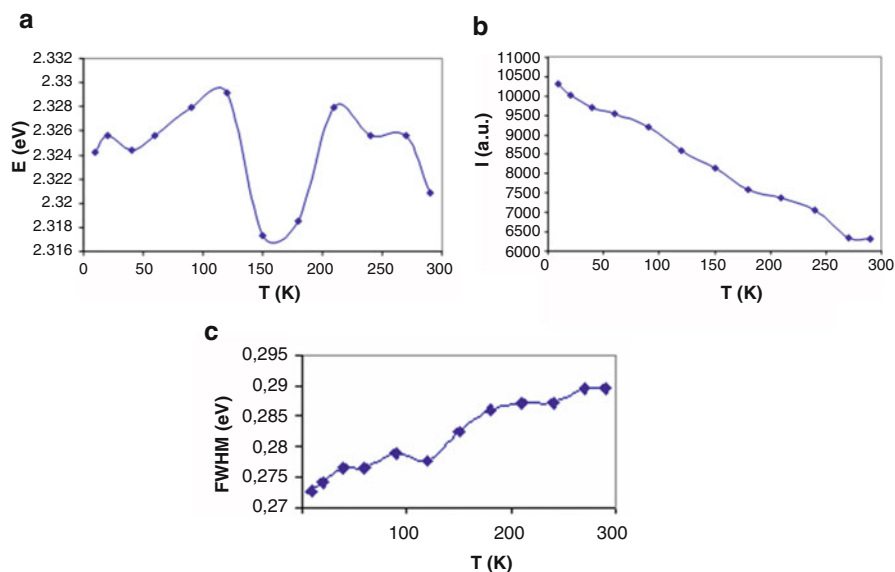 a
2.332
2.33
2.328
2.326
2.324
2.322
2.32
2.318
2.316
E (eV)
0 50 100 150 200 250 300
T (K)
b
11000
10500
10000
9500
9000
8500
8000
7500
7000
6500
6000
I (a.u.)
0 50 100 150 200 250 300
T (K)
c
0,295
0,29
0,285
0,28
0,275
0,27
FWHM (eV)
100 200 300
T (K)